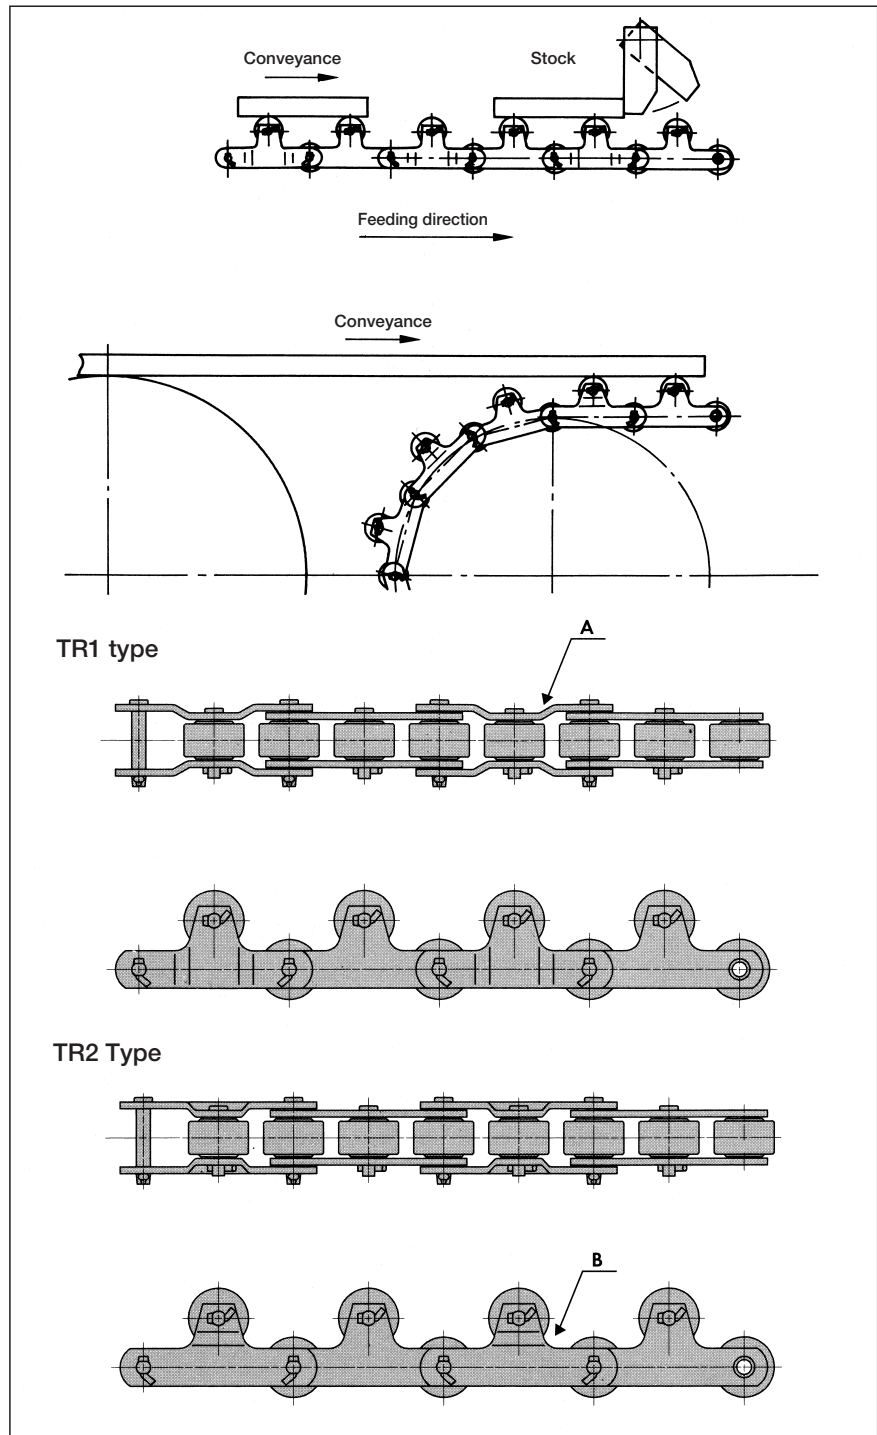 Conveyance
Stock
Feeding direction
Conveyance
A
TR1 type
TR2 Type
B